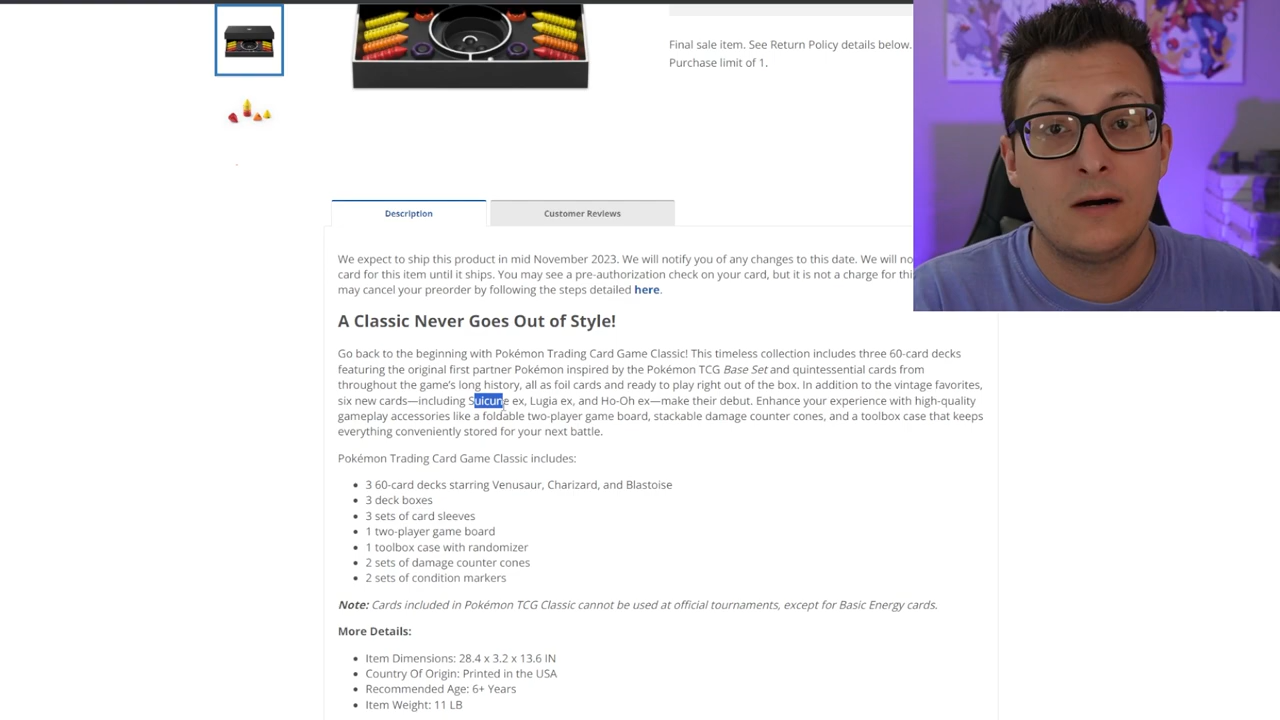 Final sale item. See Return Policy details below.
Purchase limit of 1.
Description
Customer Reviews
We expect to ship this product in mid November 2023. We will notify you of any changes to this date. We will no
card for this item until it ships. You may see a pre-authorization check on your card, but it is not a charge for
may cancel your preorder by following the steps detailed here.
A Classic Never Goes Out of Style!
Go back to the beginning with Pokémon Trading Card Game Classic! This timeless collection includes three 60-card decks
featuring the original first partner Pokémon inspired by the Pokémon TCG Base Set and quintessential cards from
throughout the game's long history, all as foil cards and ready to play right out of the box. In addition to the vintage favorites,
six new cards—including Suicune ex, Lugia ex, and Ho-Oh ex—make their debut. Enhance your experience with high-quality
gameplay accessories like a foldable two-player game board, stackable damage counter cones, and a toolbox case that keeps
everything conveniently stored for your next battle.
Pokémon Trading Card Game Classic includes:
• 3 60-card decks starring Venusaur, Charizard, and Blastoise
• 3 deck boxes
• 3 sets of card sleeves
• 1 two-player game board
• 1 toolbox case with randomizer
• 2 sets of damage counter cones
• 2 sets of condition markers
Note: Cards included in Pokémon TCG Classic cannot be used at official tournaments, except for Basic Energy cards.
More Details:
• Item Dimensions: 28.4 x 3.2 x 13.6 IN
• Country Of Origin: Printed in the USA
• Recommended Age: 6+ Years
• Item Weight: 11 LB